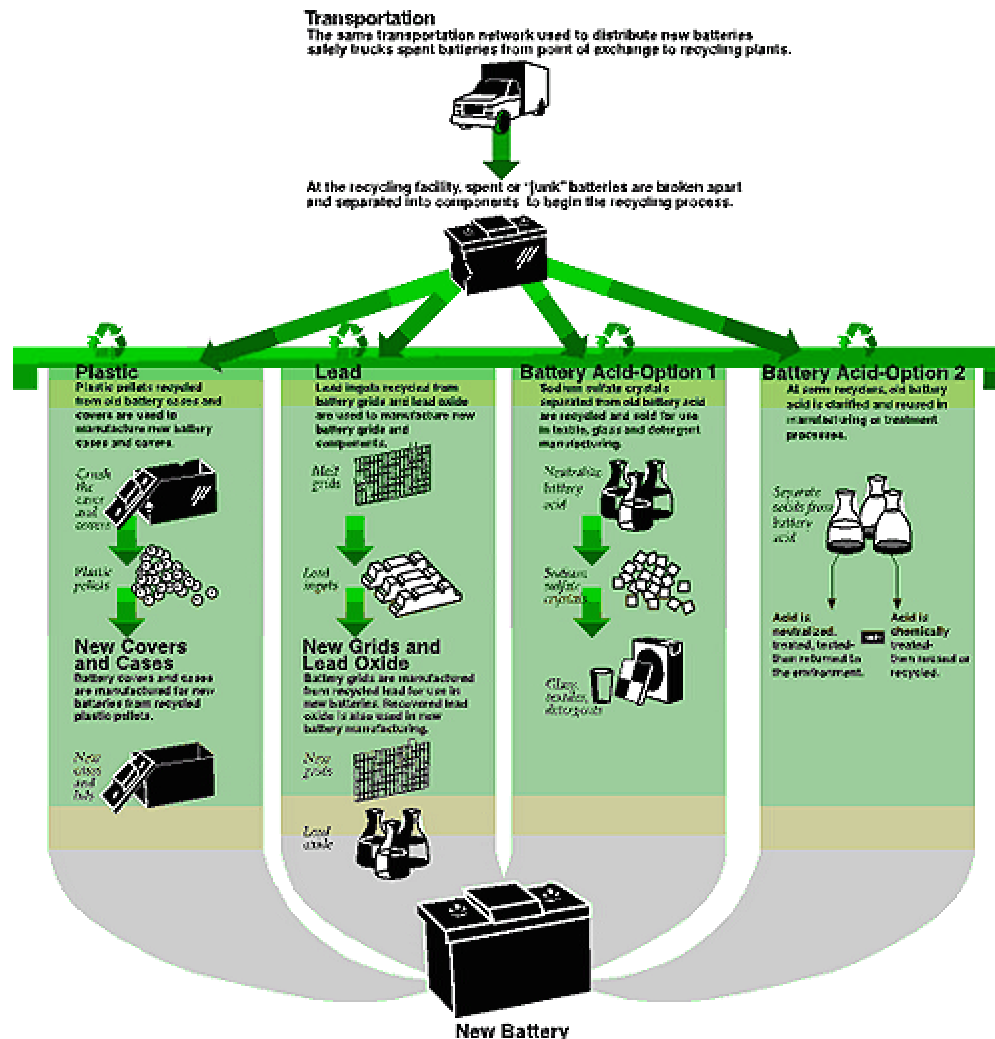 Transportation
The same transportation network used to distribute new batteries
safely trucks spent batteries from point of exchange to recycling plants.
At the recycling facility, spent or "junk" batteries are broken apart
and separated into components to begin the recycling process.
Plastic
Plastic pellets recycled
from old battery cases and
covers are used to
manufacture new battery
cases and covers.
Crush
the
cases
and
covers
Plastic
pellets
New Covers
and Cases
Battery covers and cases
are manufactured for new
batteries from recycled
plastic pellets.
New
cases
and
lids
Lead
Lead ingots recycled from
battery grids and lead oxide
are used to manufacture new
battery grids and
components.
Melt
grids
Lead
ingots
New Grids and
Lead Oxide
Battery grids are manufactured
from recycled lead for use in
new batteries. Recovered lead
oxide is also used in new
battery manufacturing.
New
grids
Lead
oxide
Battery Acid-Option 1
Sodium sulfate crystals
separated from old battery acid
are recycled and sold for use
in textile, glass and detergent
manufacturing.
Neutralize
battery
acid
Sodium
sulfate
crystals
Glass,
textiles,
detergents
Battery Acid-Option 2
At some recyclers, old battery
acid is clarified and reused in
manufacturing or treatment
processes.
Separate
solids from
battery
acid
Acid is
neutralized,
treated, tested-
then returned to
the environment.
Acid is
chemically
treated-
then reused or
recycled.
New Battery